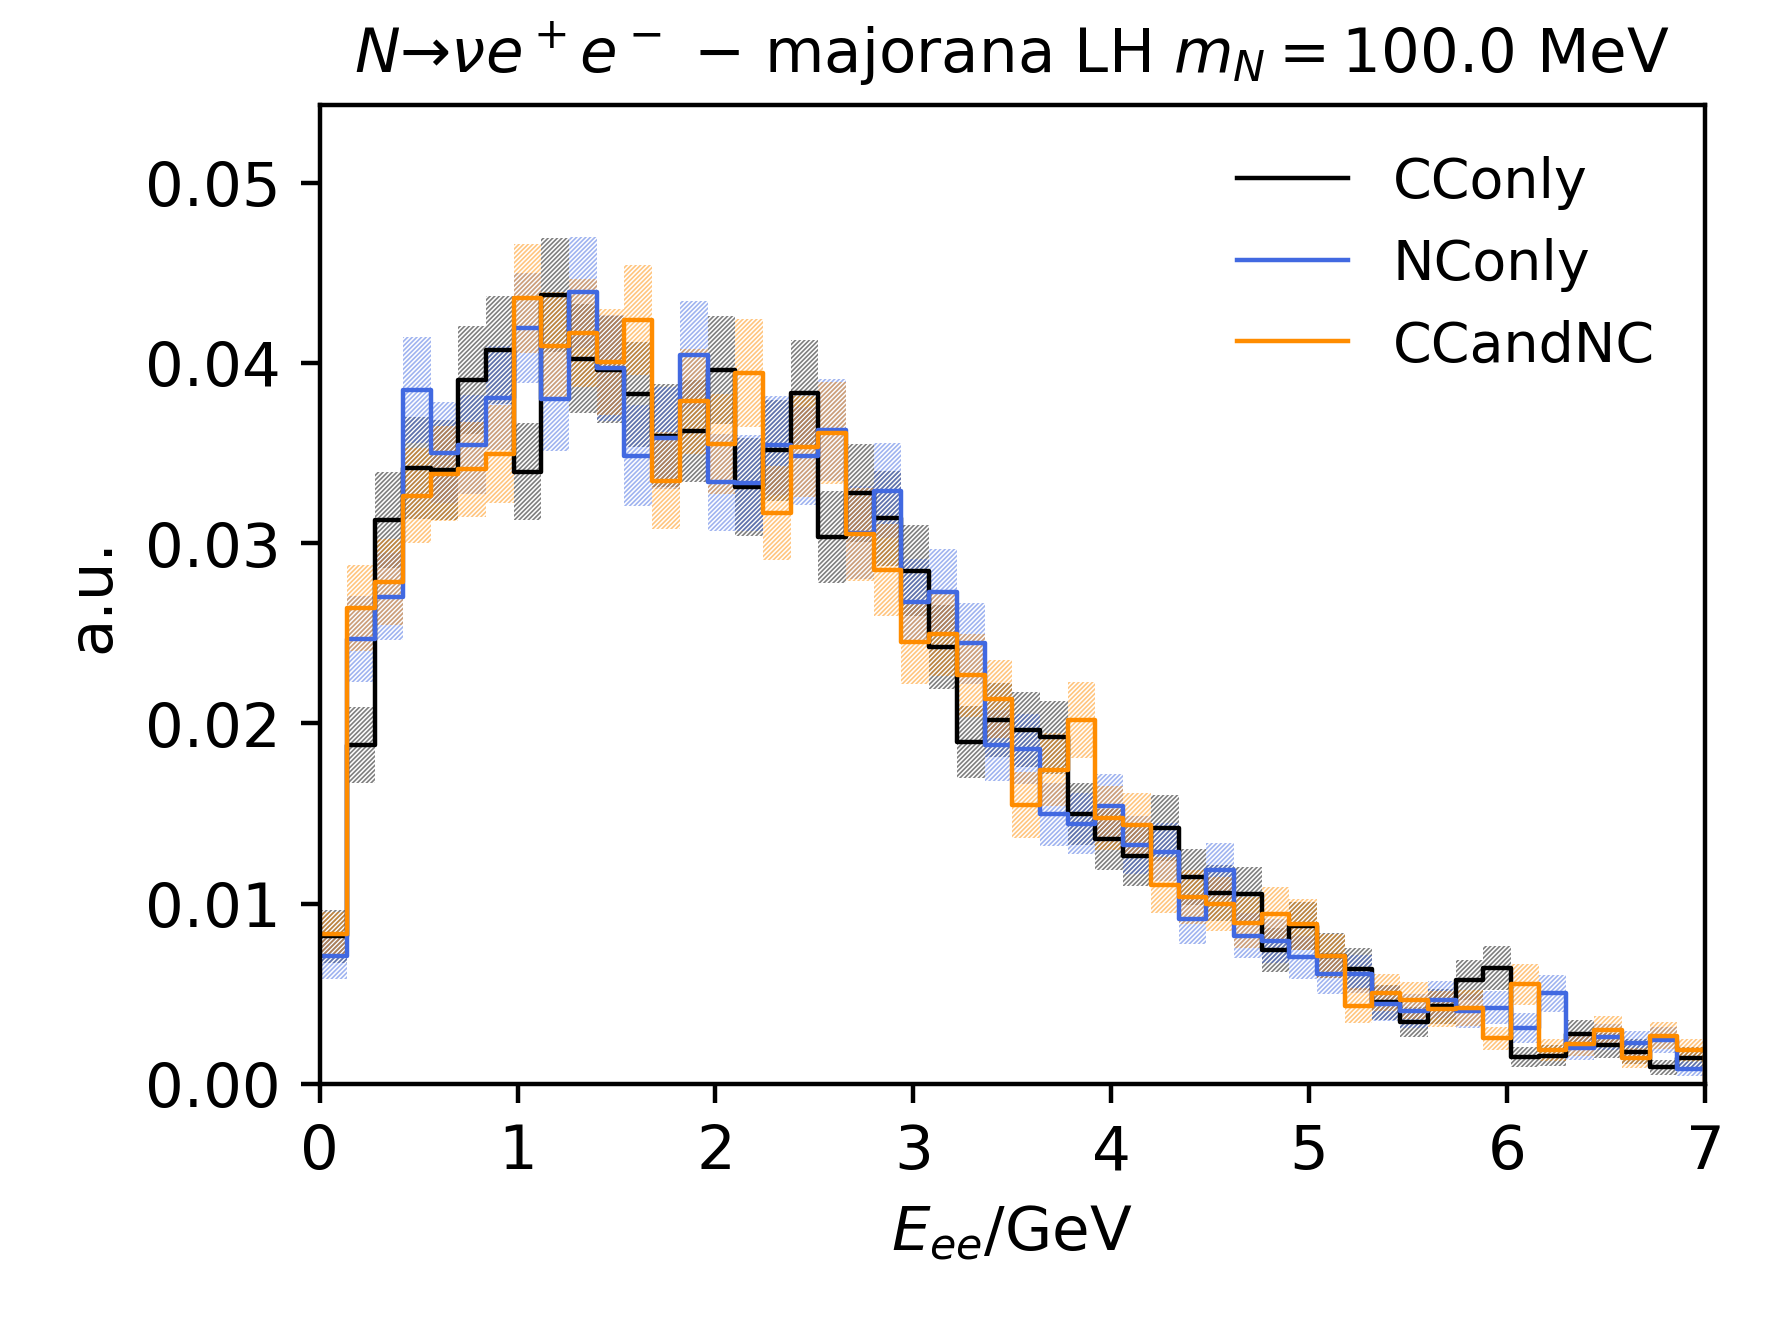 N→νe⁺e⁻ − majorana LH m_N = 100.0 MeV
CConly
NConly
CCandNC
a.u.
0.05
0.04
0.03
0.02
0.01
0.00
0 1 2 3 4 5 6 7
E_ee/GeV